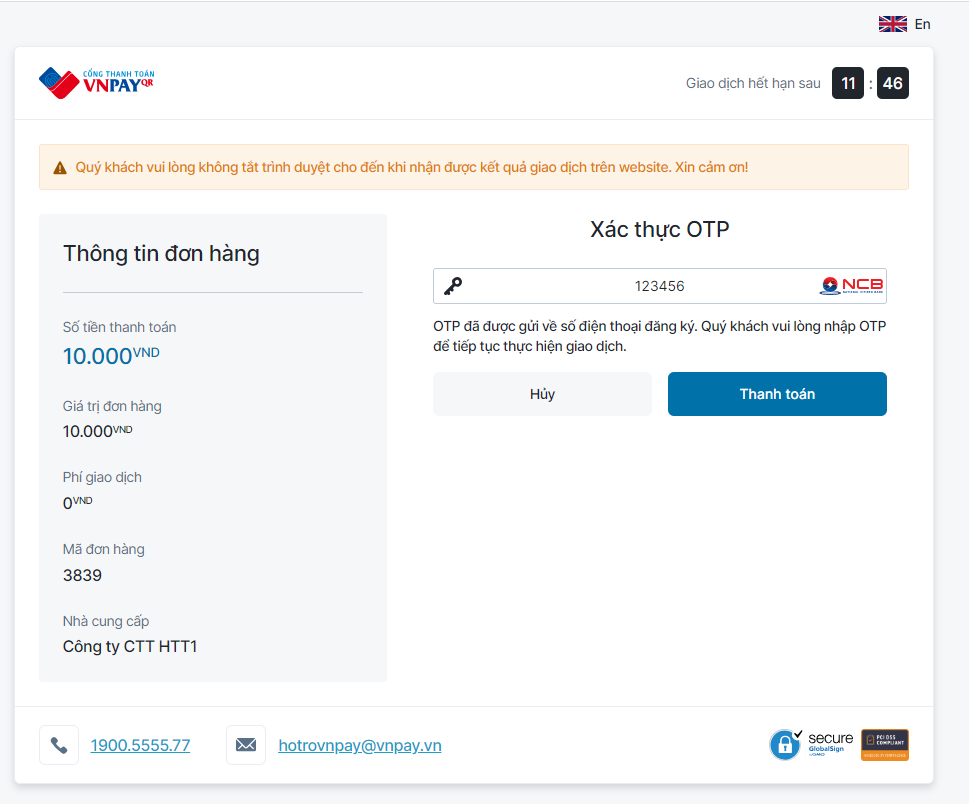 En
CỔNG THANH TOÁN
VNPAYQR
Giao dịch hết hạn sau 11 : 46
Quý khách vui lòng không tắt trình duyệt cho đến khi nhận được kết quả giao dịch trên website. Xin cảm ơn!
Thông tin đơn hàng
Số tiền thanh toán
10.000VND
Giá trị đơn hàng
10.000VND
Phí giao dịch
0VND
Mã đơn hàng
3839
Nhà cung cấp
Công ty CTT HTT1
Xác thực OTP
123456
NCB
NATIONAL CITIZEN BANK
OTP đã được gửi về số điện thoại đăng ký. Quý khách vui lòng nhập OTP
để tiếp tục thực hiện giao dịch.
Hủy
Thanh toán
1900.5555.77
hotrovnpay@vnpay.vn
secure
GlobalSign
PCI DSS
COMPLIANT